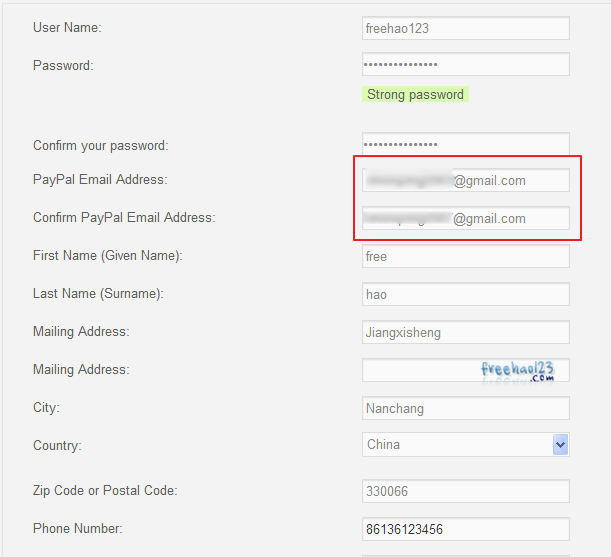 User Name: freehao123
Password: •••••••••••••••
Strong password
Confirm your password: •••••••••••••••
PayPal Email Address: @gmail.com
Confirm PayPal Email Address: @gmail.com
First Name (Given Name): free
Last Name (Surname): hao
Mailing Address: Jiangxisheng
Mailing Address: freehao123
.com
City: Nanchang
Country: China
Zip Code or Postal Code: 330066
Phone Number: 86136123456